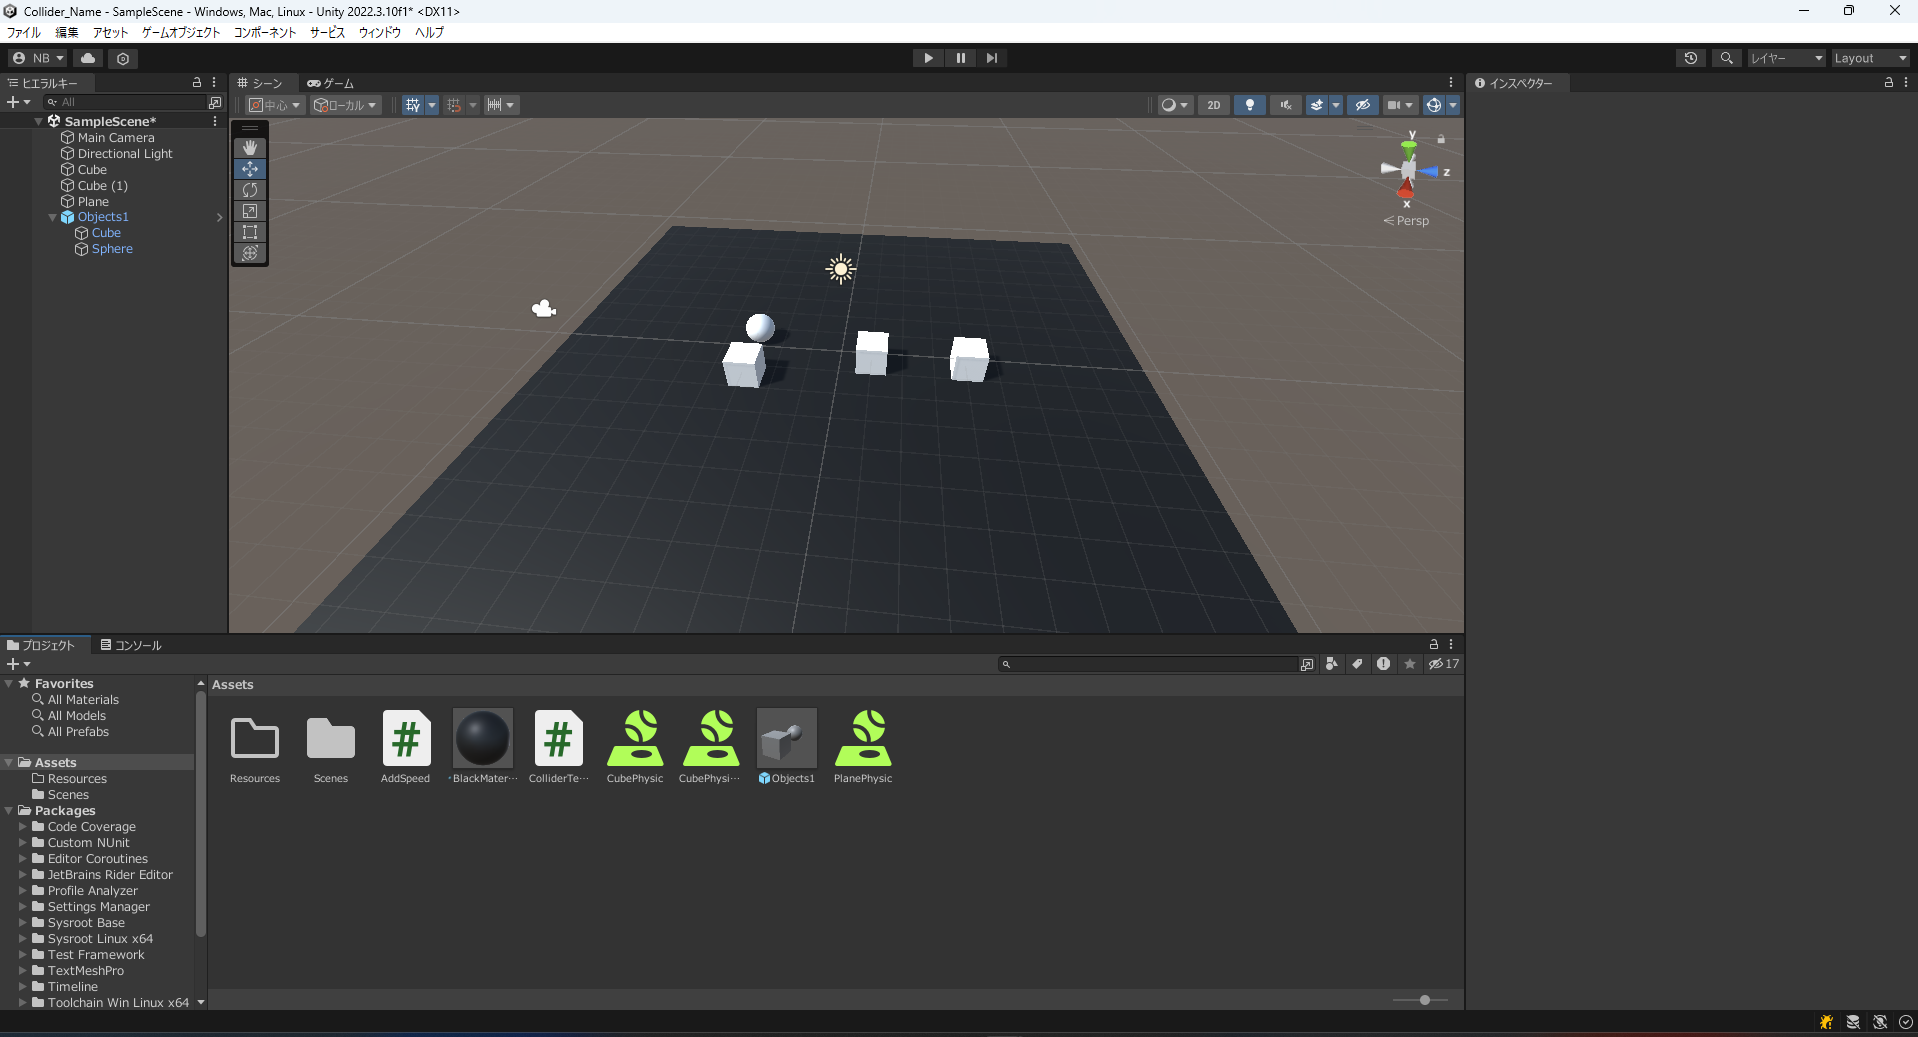 Collider_Name - SampleScene - Windows, Mac, Linux - Unity 2022.3.10f1* <DX11>
ファイル 編集 アセット ゲームオブジェクト コンポーネント サービス ウィンドウ ヘルプ
NB
レイヤー
Layout
ヒエラルキー
All
SampleScene*
Main Camera
Directional Light
Cube
Cube (1)
Plane
Objects1
Cube
Sphere
シーン
ゲーム
中心
ローカル
2D
y
z
x
Persp
インスペクター
プロジェクト
コンソール
17
Favorites
All Materials
All Models
All Prefabs
Assets
Resources
Scenes
Packages
Code Coverage
Custom NUnit
Editor Coroutines
JetBrains Rider Editor
Profile Analyzer
Settings Manager
Sysroot Base
Sysroot Linux x64
Test Framework
TextMeshPro
Timeline
Toolchain Win Linux x64
Assets
Resources
Scenes
AddSpeed
BlackMater...
ColliderTe...
CubePhysic
CubePhysi...
Objects1
PlanePhysic